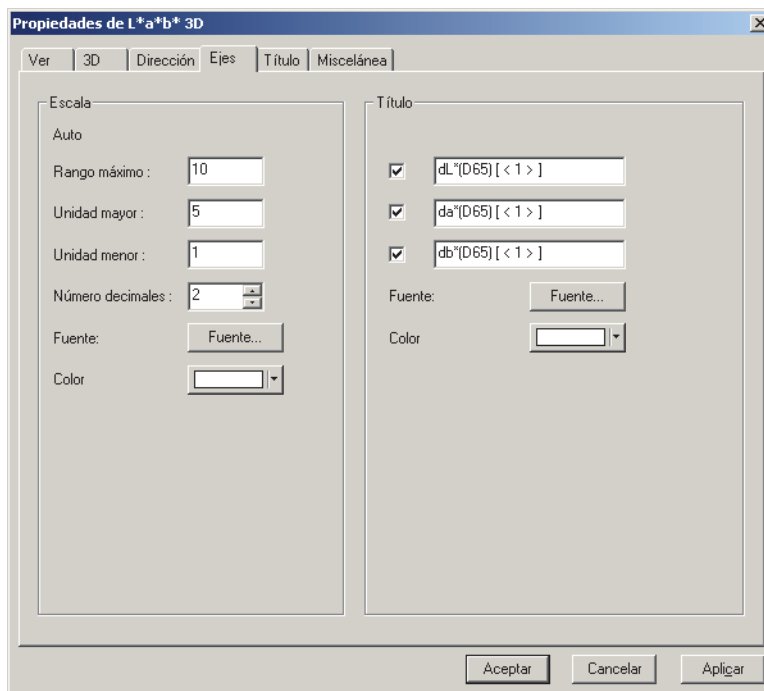 Propiedades de L*a*b* 3D
Ver 3D Dirección Ejes Título Miscelánea
Escala
Auto
Rango máximo : 10
Unidad mayor : 5
Unidad menor : 1
Número decimales : 2
Fuente: Fuente...
Color
Título
dL*(D65) [ < 1 > ]
da*(D65) [ < 1 > ]
db*(D65) [ < 1 > ]
Fuente: Fuente...
Color
Aceptar Cancelar Aplicar